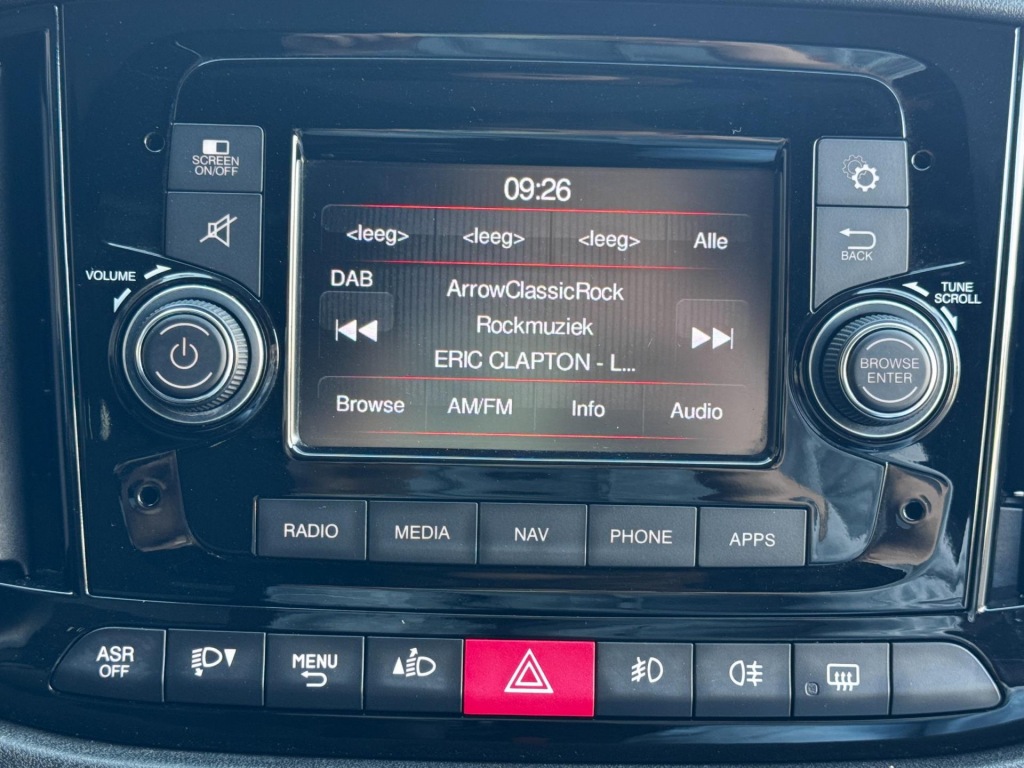 SCREEN
ON/OFF
09:26
<leeg> <leeg> <leeg> Alle
BACK
VOLUME
DAB
ArrowClassicRock
TUNE
SCROLL
Rockmuziek
ERIC CLAPTON - L...
BROWSE
ENTER
Browse AM/FM Info Audio
RADIO MEDIA NAV PHONE APPS
ASR
OFF
MENU